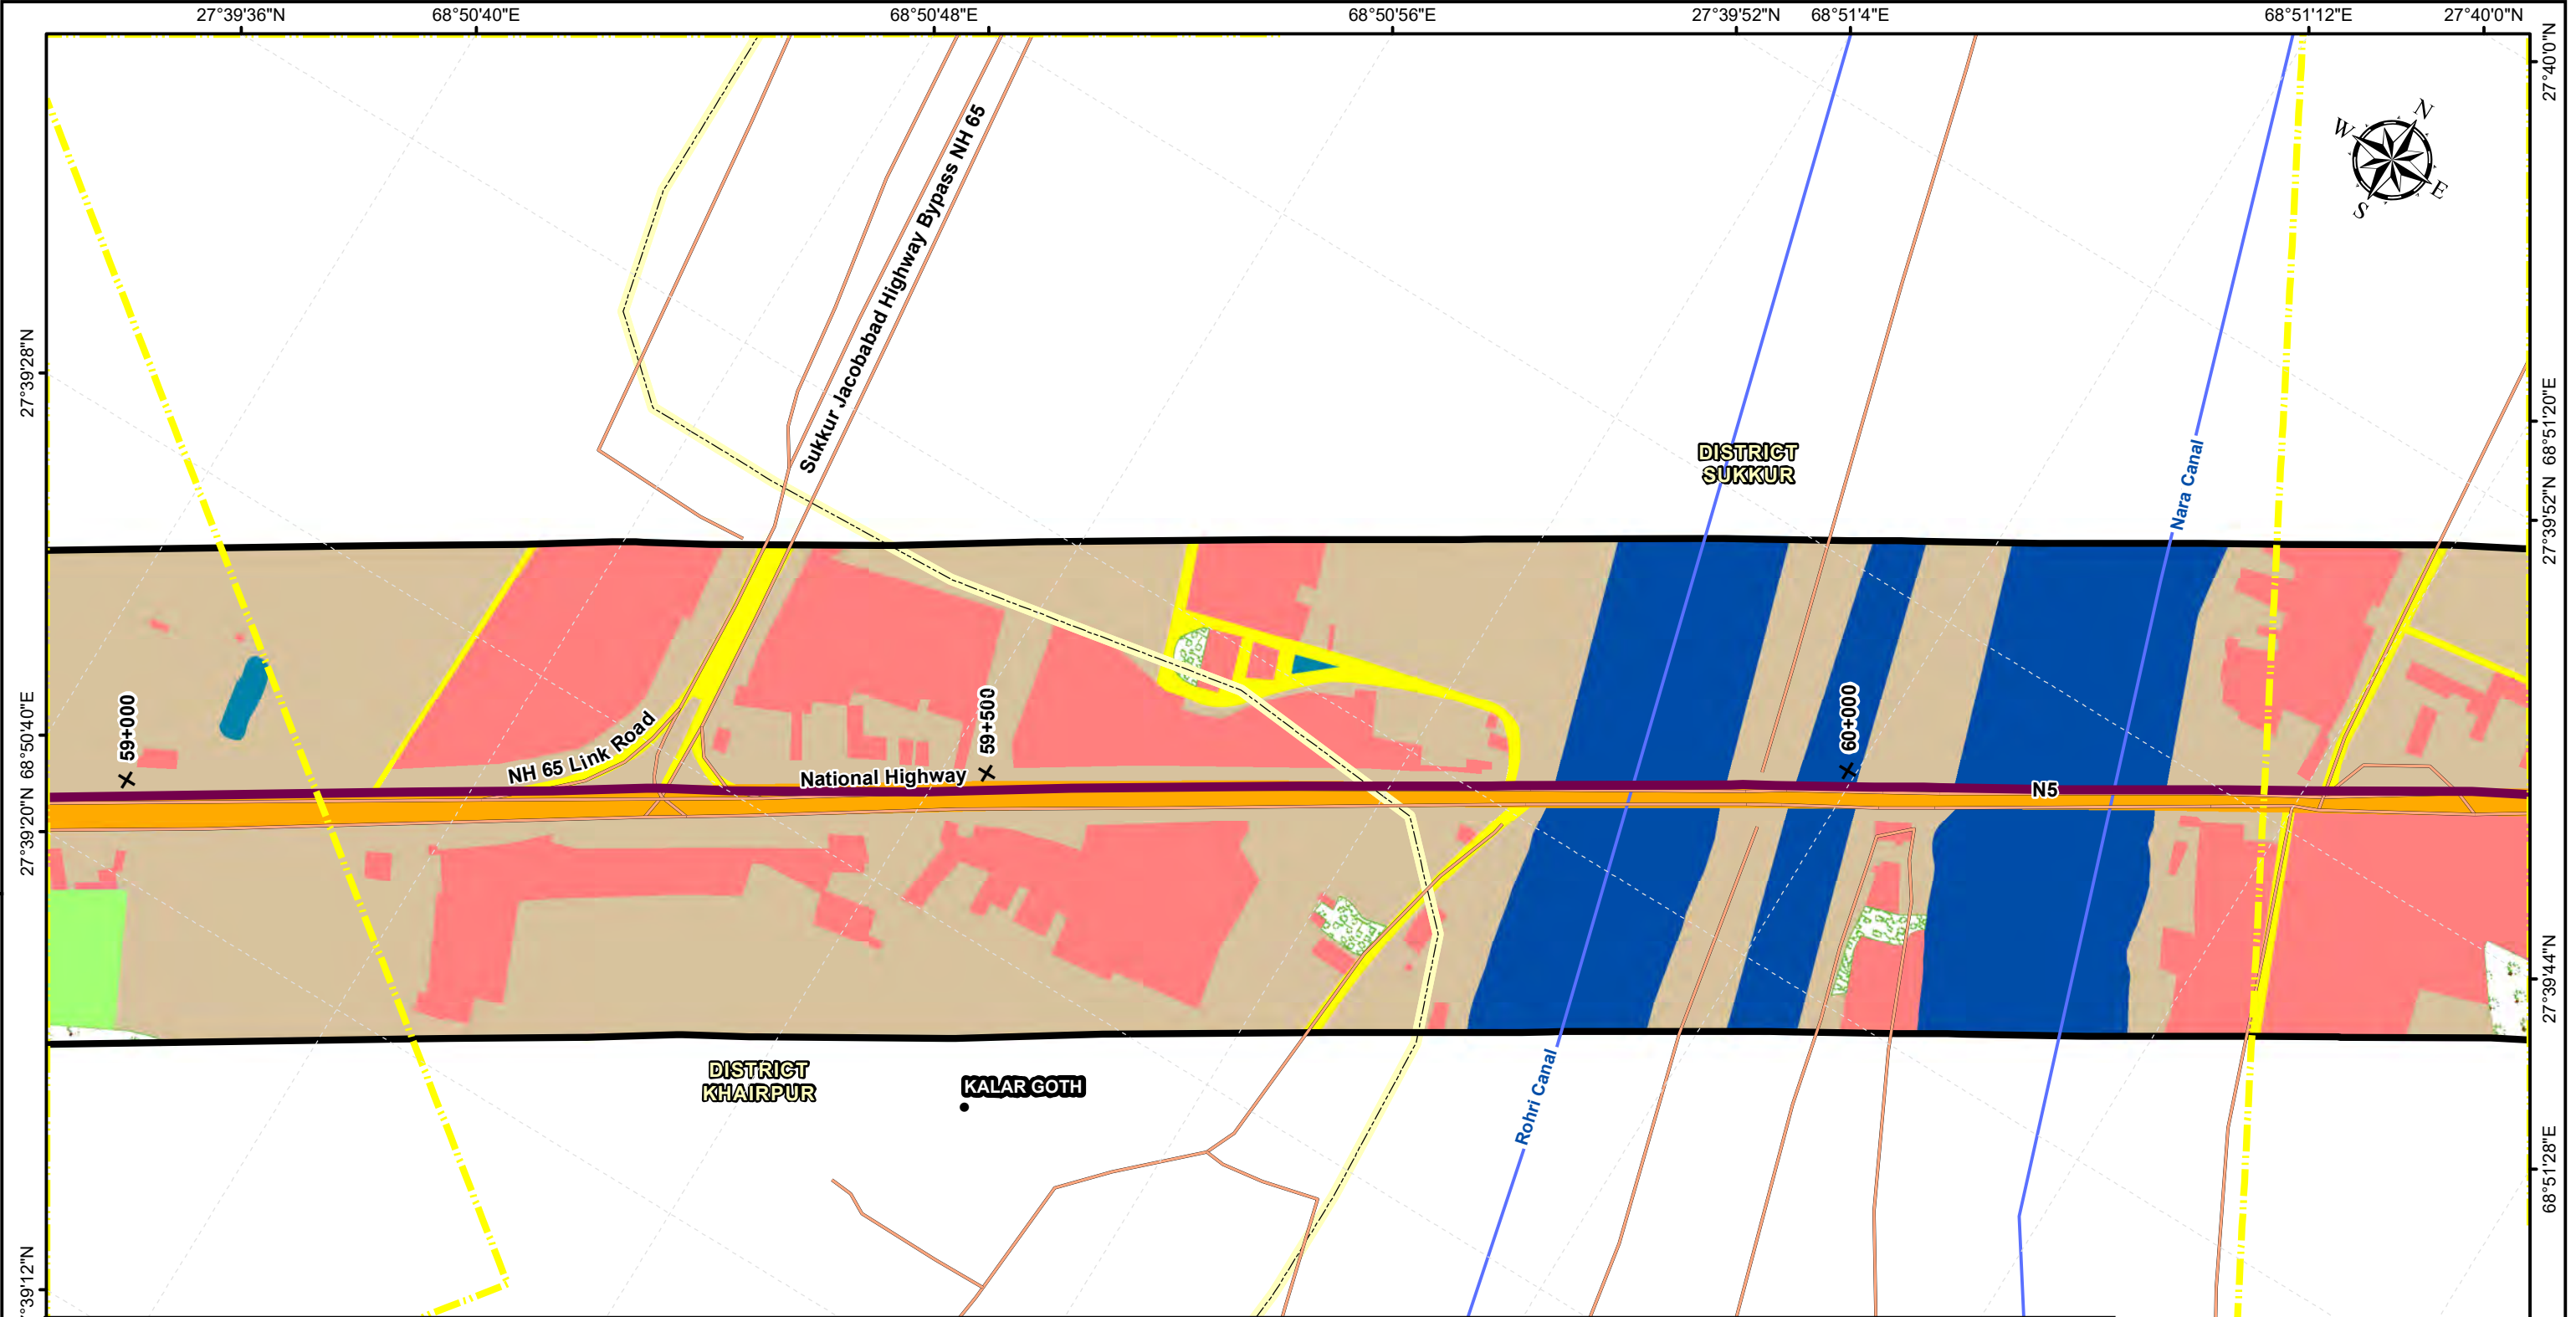 27°39'36"N
68°50'40"E
68°50'48"E
68°50'56"E
27°39'52"N
68°51'4"E
68°51'12"E
27°40'0"N
27°40'0"N
N
W
E
S
Sukkur Jacobabad Highway Bypass NH 65
27°39'28"N
68°51'20"E
DISTRICT
SUKKUR
Nara Canal
27°39'52"N
68°50'40"E
59+000
NH 65 Link Road
National Highway
59+500
60+000
N5
27°39'20"N
27°39'44"N
DISTRICT
KHAIRPUR
KALAR GOTH
Rohri Canal
68°51'28"E
°39'12"N